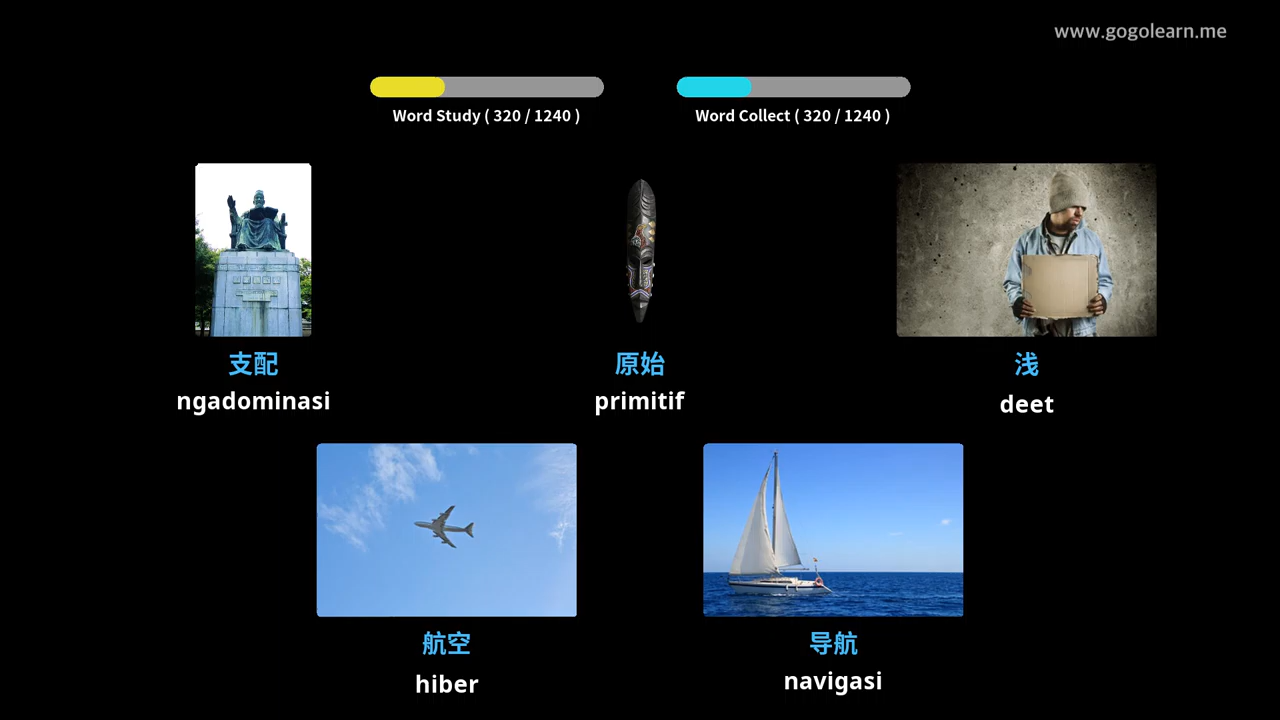 www.gogolearn.me
Word Study ( 320 / 1240 )
Word Collect ( 320 / 1240 )
支配
ngadominasi
原始
primitif
浅
deet
航空
hiber
导航
navigasi